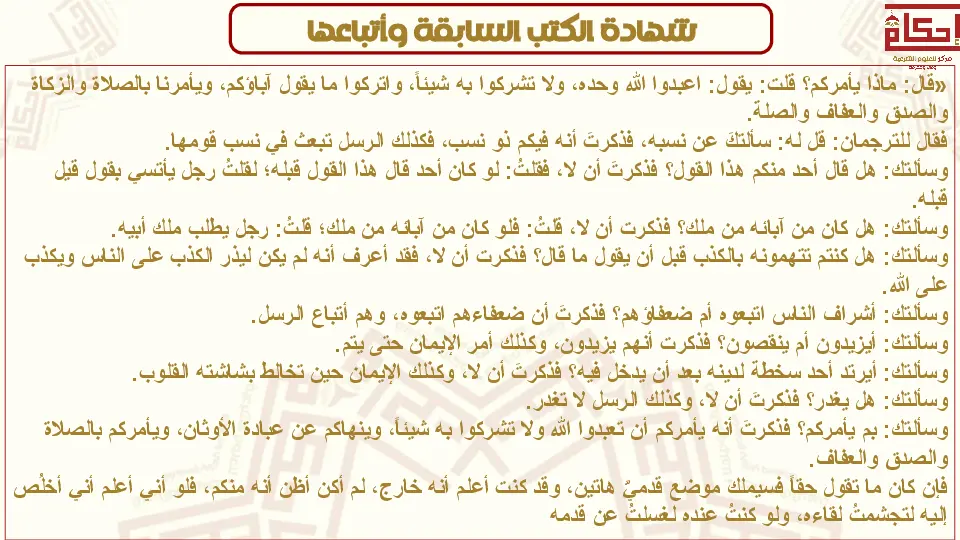 شهادة الكتب السابقة وأتباعها
إحكام
مركز للعلوم الشرعية
«قال: ماذا يأمركم؟ قلت: يقول: اعبدوا الله وحده، ولا تشركوا به شيئاً، واتركوا ما يقول آباؤكم، ويأمرنا بالصلاة والزكاة
والصدق والعفاف والصلة.
فقال للترجمان: قل له: سألتكَ عن نسبه، فذكرتَ أنه فيكم ذو نسب، فكذلك الرسل تبعث في نسب قومها.
وسألتك: هل قال أحد منكم هذا القول؟ فذكرتَ أن لا، فقلتُ: لو كان أحد قال هذا القول قبله؛ لقلتُ رجل يأتسي بقول قيل
قبله.
وسألتك: هل كان من آبائه من ملك؟ فذكرت أن لا، قلتُ: فلو كان من آبائه من ملك؛ قلتُ: رجل يطلب ملك أبيه.
وسألتك: هل كنتم تتهمونه بالكذب قبل أن يقول ما قال؟ فذكرت أن لا، فقد أعرف أنه لم يكن ليذر الكذب على الناس ويكذب
على الله.
وسألتك: أشراف الناس اتبعوه أم ضعفاؤهم؟ فذكرتَ أن ضعفاءهم اتبعوه، وهم أتباع الرسل.
وسألتك: أيزيدون أم ينقصون؟ فذكرت أنهم يزيدون، وكذلك أمر الإيمان حتى يتم.
وسألتك: أيرتد أحد سخطة لدينه بعد أن يدخل فيه؟ فذكرتَ أن لا، وكذلك الإيمان حين تخالط بشاشته القلوب.
وسألتك: هل يغدر؟ فذكرتَ أن لا، وكذلك الرسل لا تغدر.
وسألتك: بم يأمركم؟ فذكرتَ أنه يأمركم أن تعبدوا الله ولا تشركوا به شيئاً، وينهاكم عن عبادة الأوثان، ويأمركم بالصلاة
والصدق والعفاف.
فإن كان ما تقول حقاً فسيملك موضع قدميّ هاتين، وقد كنت أعلم أنه خارج، لم أكن أظن أنه منكم، فلو أني أعلم أني أخلُص
إليه لتجشمتُ لقاءه، ولو كنتُ عنده لغسلتُ عن قدمه